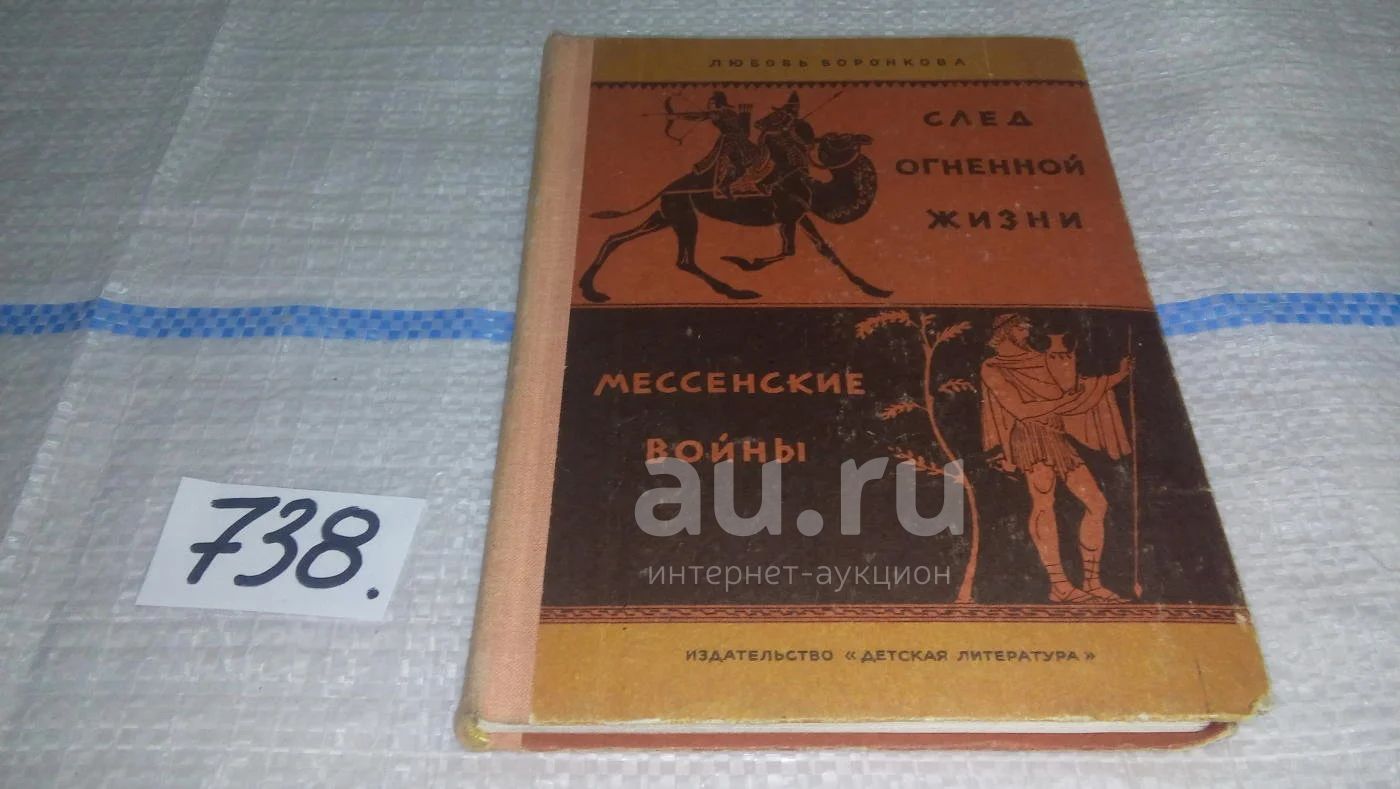 ЛЮБОВЬ ВОРОНКОВА
СЛЕД
ОГНЕННОЙ
ЖИЗНИ
МЕССЕНСКИЕ
ВОЙНЫ
au.ru
интернет-аукцион
ИЗДАТЕЛЬСТВО «ДЕТСКАЯ ЛИТЕРАТУРА»
738.